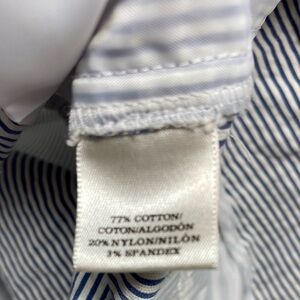 77% COTTON/
COTON/ALGODÓN
20% NYLON/NILÓN
3% SPANDEX